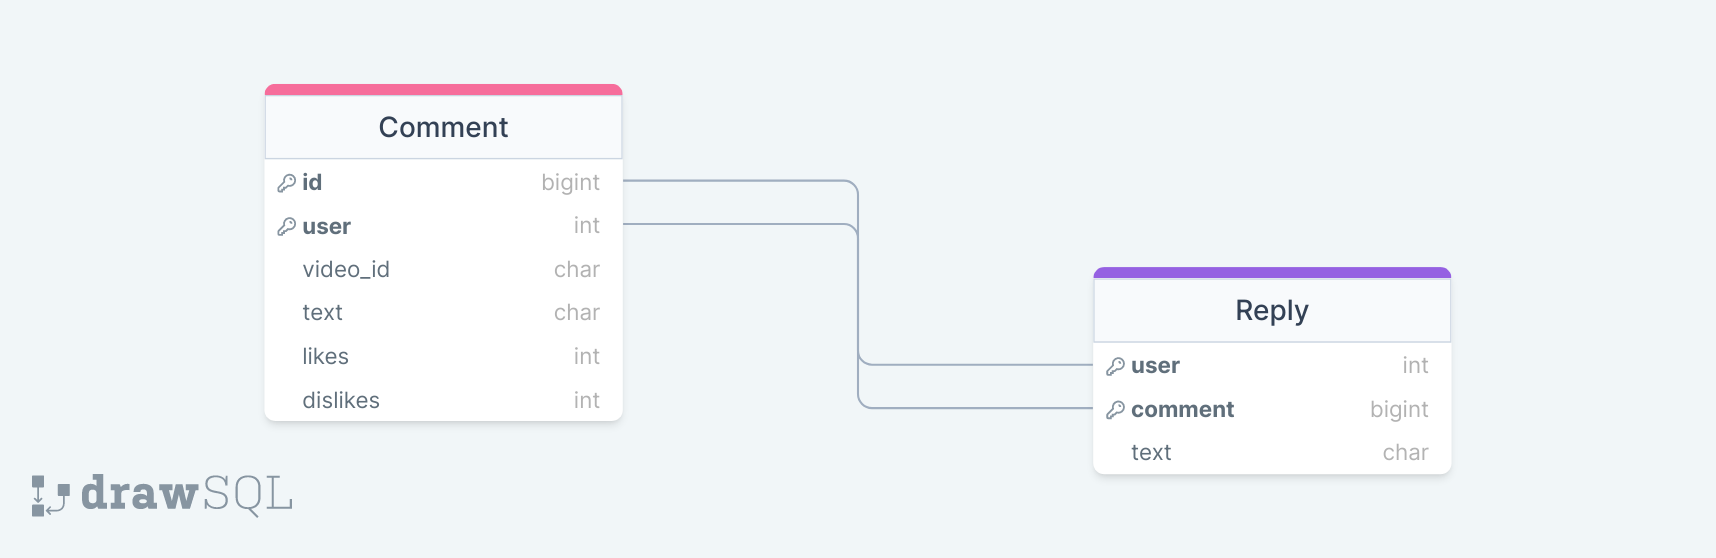 Comment
id bigint
user int
video_id char
text char
likes int
dislikes int
Reply
user int
comment bigint
text char
drawSQL